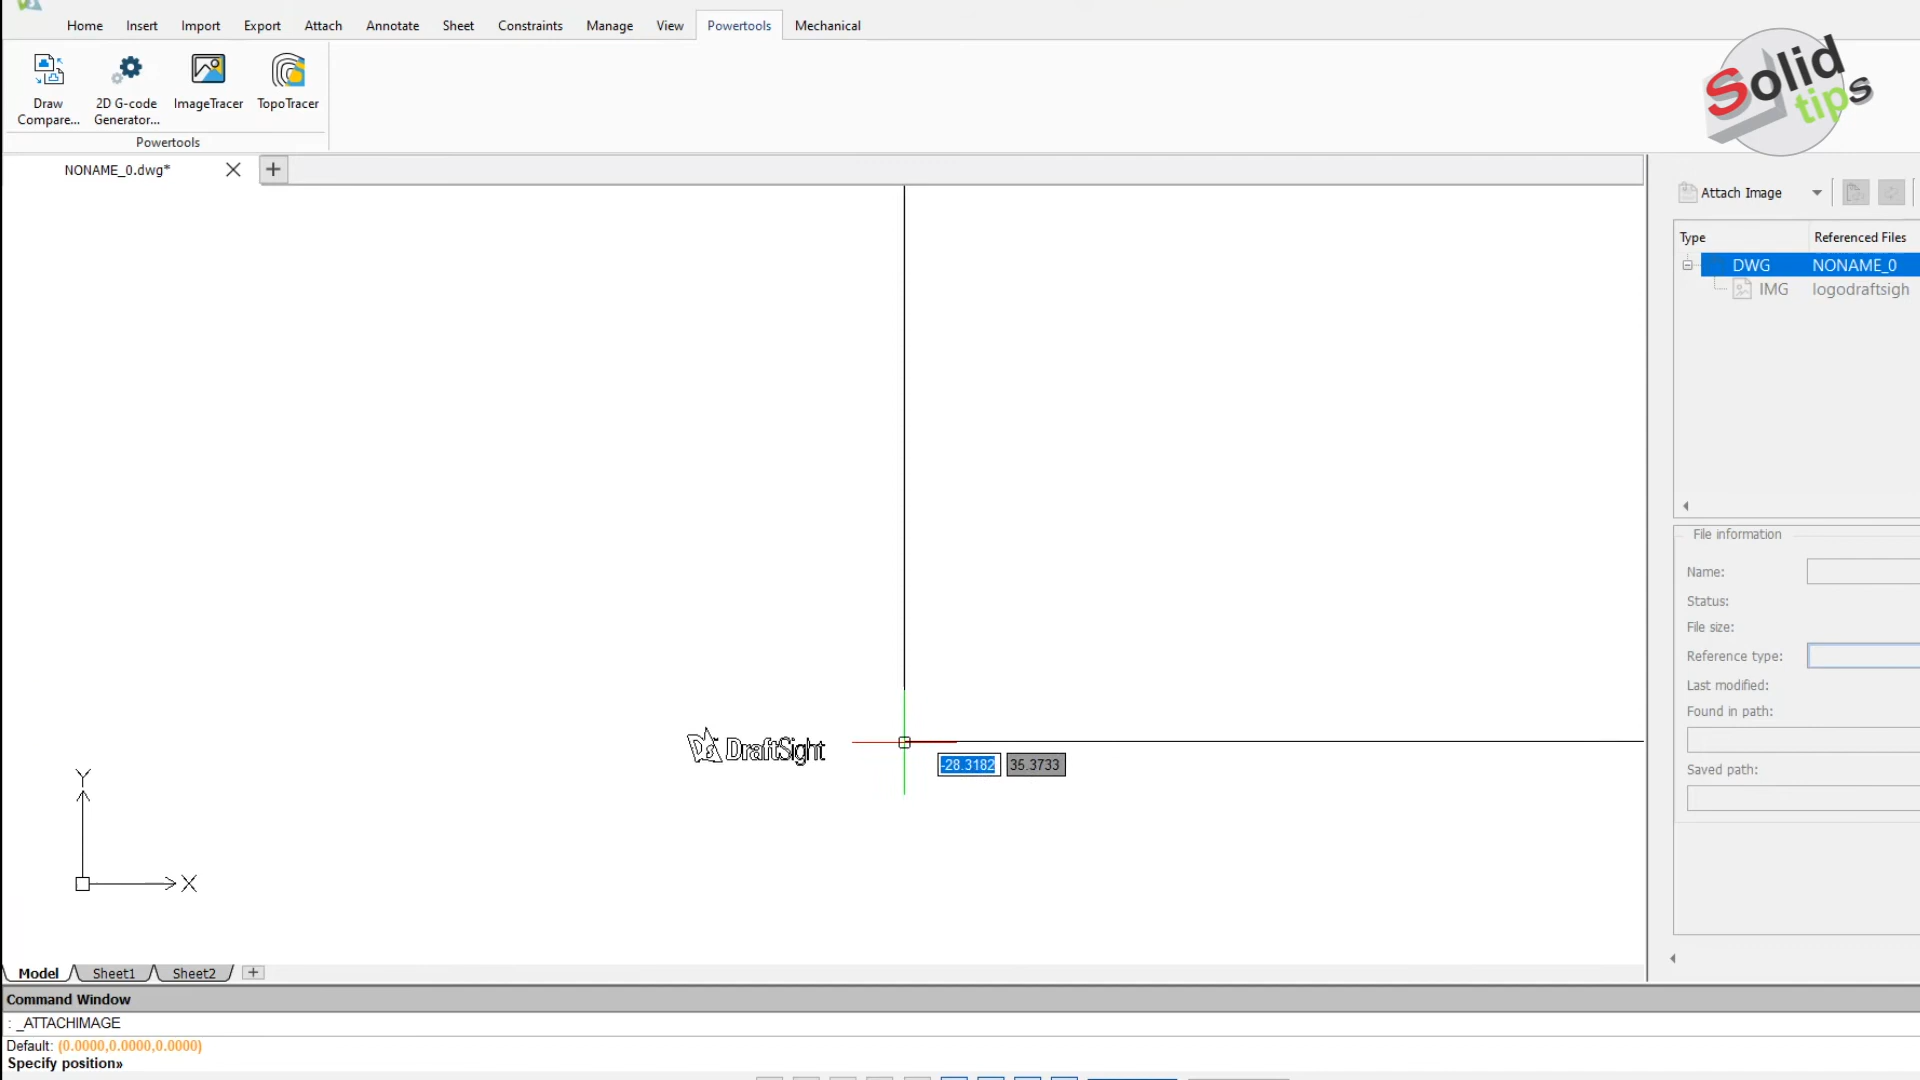 Home Insert Import Export Attach Annotate Sheet Constraints Manage View Powertools Mechanical
Solid
tips
Draw
Compare...
2D G-code
Generator...
ImageTracer
TopoTracer
Powertools
NONAME_0.dwg*
Attach Image
Type Referenced Files
DWG NONAME_0
IMG logodraftsigh
File information
Name:
Status:
File size:
Reference type:
Last modified:
Found in path:
Saved path:
DS DraftSight
-28.3182 35.3733
Y
X
Model Sheet1 Sheet2
Command Window
: _ATTACHIMAGE
Default: (0.0000,0.0000,0.0000)
Specify position»